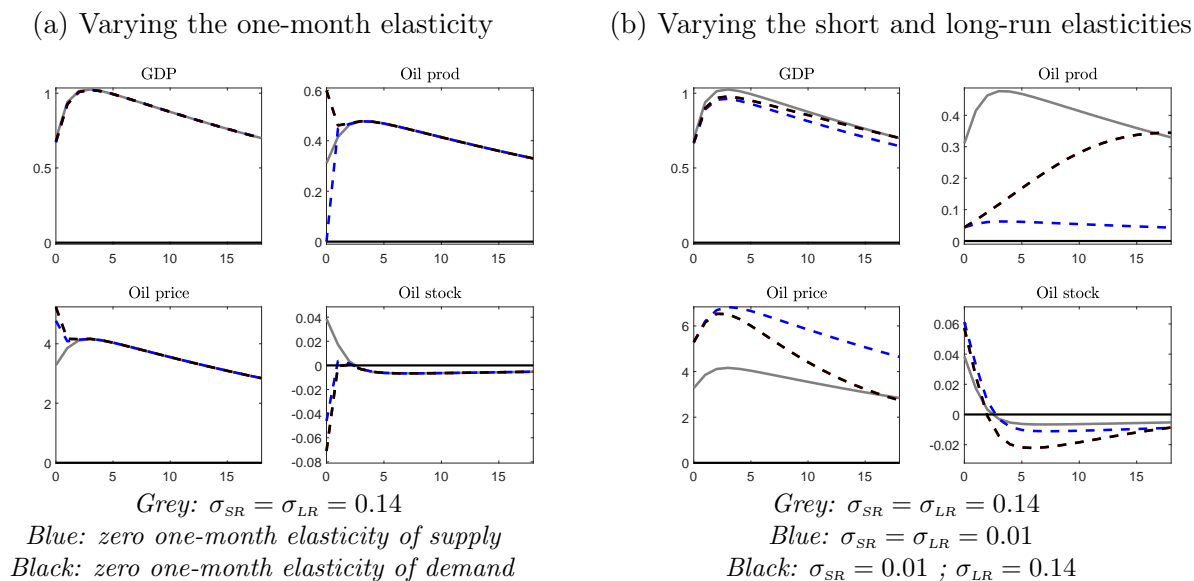 (a) Varying the one-month elasticity
GDP
1
0.5
0
0 5 10 15
Oil prod
0.6
0.4
0.2
0
0 5 10 15
Oil price
4
2
0
0 5 10 15
Oil stock
0.04
0.02
0
-0.02
-0.04
-0.06
-0.08
0 5 10 15
Grey: σSR = σLR = 0.14
Blue: zero one-month elasticity of supply
Black: zero one-month elasticity of demand
(b) Varying the short and long-run elasticities
GDP
1
0.5
0
0 5 10 15
Oil prod
0.4
0.3
0.2
0.1
0
0 5 10 15
Oil price
6
4
2
0
0 5 10 15
Oil stock
0.06
0.04
0.02
0
-0.02
0 5 10 15
Grey: σSR = σLR = 0.14
Blue: σSR = σLR = 0.01
Black: σSR = 0.01 ; σLR = 0.14